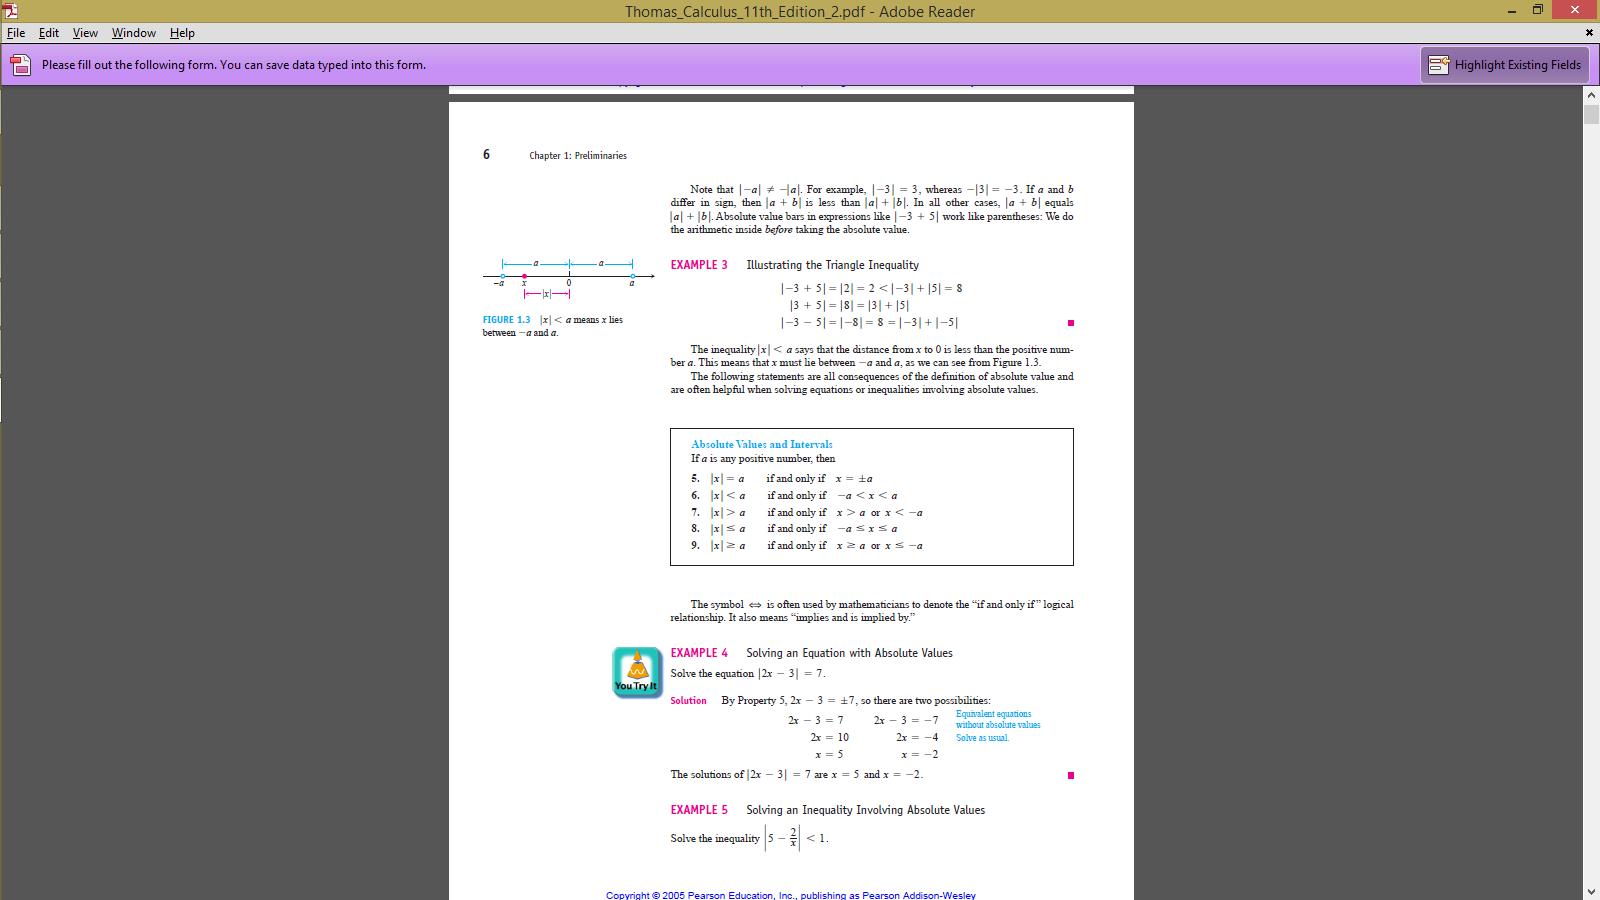 Thomas_Calculus_11th_Edition_2.pdf - Adobe Reader
File Edit View Window Help
Please fill out the following form. You can save data typed into this form.
Highlight Existing Fields
6 Chapter 1: Preliminaries
Note that |−a| ≠ −|a|. For example, |−3| = 3, whereas −|3| = −3. If a and b
differ in sign, then |a + b| is less than |a| + |b|. In all other cases, |a + b| equals
|a| + |b|. Absolute value bars in expressions like |−3 + 5| work like parentheses: We do
the arithmetic inside before taking the absolute value.
a a
−a x 0 a
|x|
FIGURE 1.3 |x| < a means x lies
between −a and a.
EXAMPLE 3 Illustrating the Triangle Inequality
|−3 + 5| = |2| = 2 < |−3| + |5| = 8
|3 + 5| = |8| = |3| + |5|
|−3 − 5| = |−8| = 8 = |−3| + |−5|
The inequality |x| < a says that the distance from x to 0 is less than the positive num-
ber a. This means that x must lie between −a and a, as we can see from Figure 1.3.
The following statements are all consequences of the definition of absolute value and
are often helpful when solving equations or inequalities involving absolute values.
Absolute Values and Intervals
If a is any positive number, then
5. |x| = a if and only if x = ±a
6. |x| < a if and only if −a < x < a
7. |x| > a if and only if x > a or x < −a
8. |x| ≤ a if and only if −a ≤ x ≤ a
9. |x| ≥ a if and only if x ≥ a or x ≤ −a
The symbol ⇔ is often used by mathematicians to denote the “if and only if” logical
relationship. It also means “implies and is implied by.”
You Try It
EXAMPLE 4 Solving an Equation with Absolute Values
Solve the equation |2x − 3| = 7.
Solution By Property 5, 2x − 3 = ±7, so there are two possibilities:
2x − 3 = 7 2x − 3 = −7 Equivalent equations
without absolute values
2x = 10 2x = −4 Solve as usual.
x = 5 x = −2
The solutions of |2x − 3| = 7 are x = 5 and x = −2.
EXAMPLE 5 Solving an Inequality Involving Absolute Values
Solve the inequality |5 − 2/x| < 1.
Copyright © 2005 Pearson Education, Inc., publishing as Pearson Addison-Wesley